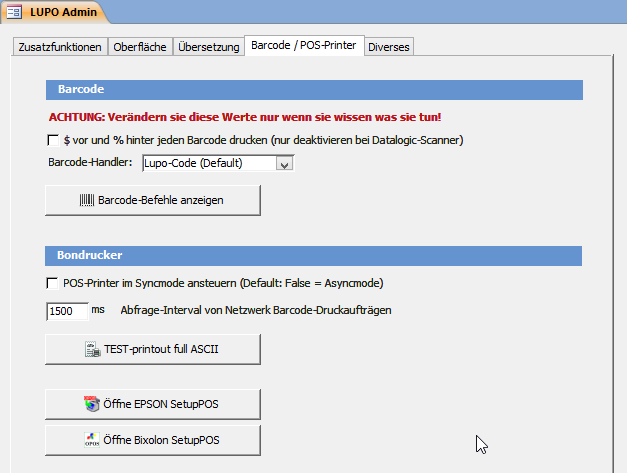 LUPO Admin
Zusatzfunktionen Oberfläche Übersetzung Barcode / POS-Printer Diverses
Barcode
ACHTUNG: Verändern sie diese Werte nur wenn sie wissen was sie tun!
$ vor und % hinter jeden Barcode drucken (nur deaktivieren bei Datalogic-Scanner)
Barcode-Handler: Lupo-Code (Default)
Barcode-Befehle anzeigen
Bondrucker
POS-Printer im Syncmode ansteuern (Default: False = Asyncmode)
1500 ms Abfrage-Interval von Netzwerk Barcode-Druckaufträgen
TEST-printout full ASCII
Öffne EPSON SetupPOS
OPOS Öffne Bixolon SetupPOS